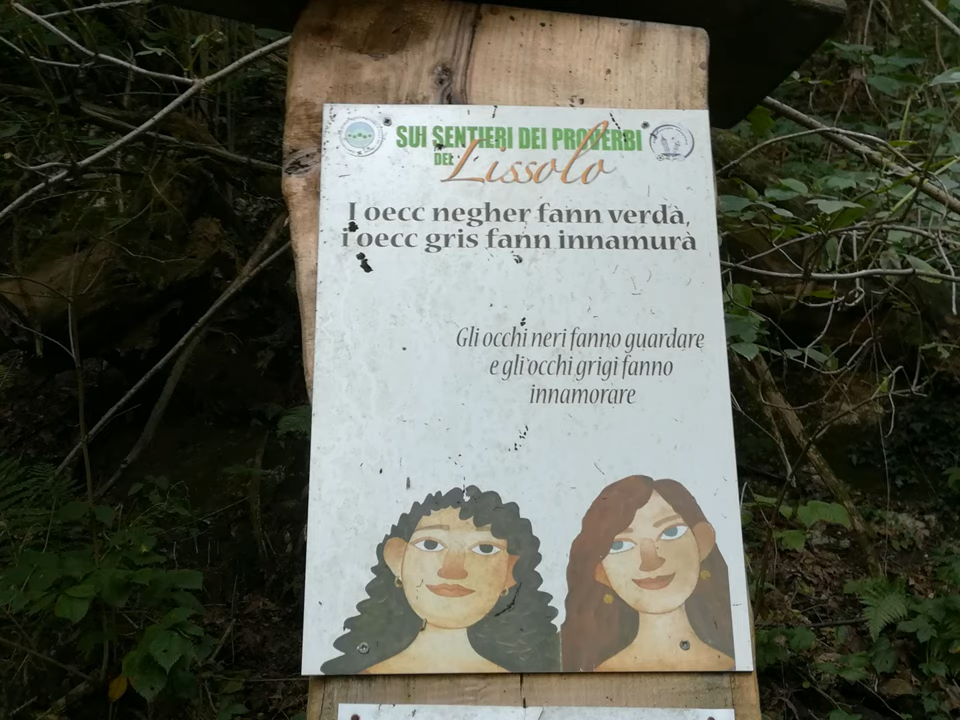 SUI SENTIERI DEI PROVERBI
DEL Lissolo
I oecc negher fann verdà,
i oecc gris fann innamurà
Gli occhi neri fanno guardare
e gli occhi grigi fanno
innamorare